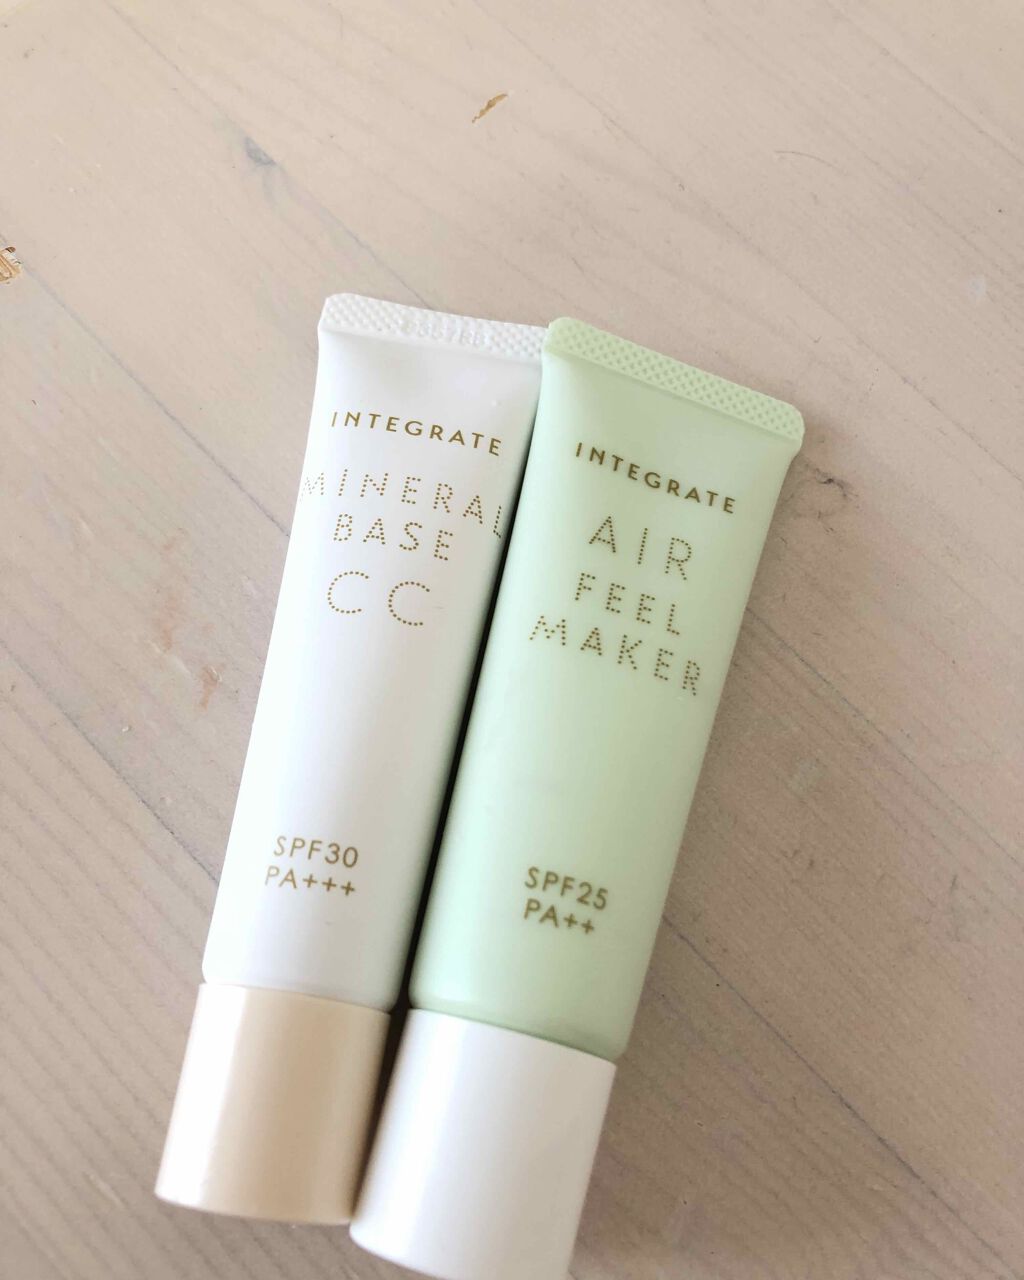 INTEGRATE
MINERAL
BASE
CC
SPF30
PA+++
INTEGRATE
AIR
FEEL
MAKER
SPF25
PA++